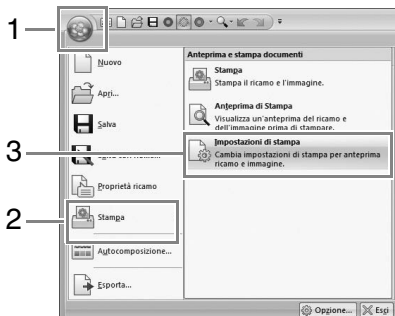 1
Anteprima e stampa documenti
Nuovo
Stampa
Stampa il ricamo e l'immagine.
Apri...
Anteprima di Stampa
Visualizza un'anteprima del ricamo e
dell'immagine prima di stampare.
Salva
3
Impostazioni di stampa
Cambia impostazioni di stampa per anteprima
ricamo e immagine.
Proprietà ricamo
2
Stampa
Autocomposizione...
Esporta...
Opzione...
Esci